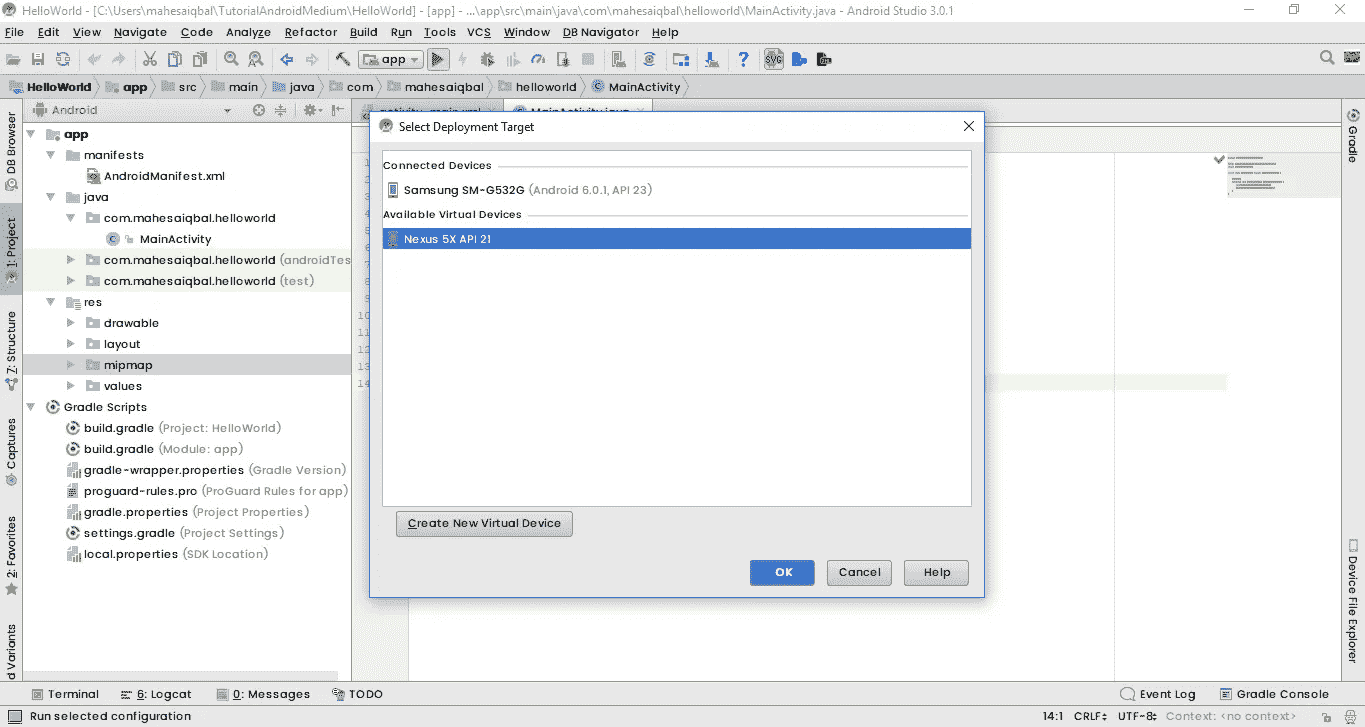 HelloWorld - [C:\Users\mahesaiqbal\TutorialAndroidMedium\HelloWorld] - [app] - ...\app\src\main\java\com\mahesaiqbal\helloworld\MainActivity.java - Android Studio 3.0.1
File Edit View Navigate Code Analyze Refactor Build Run Tools VCS Window DB Navigator Help
app
HelloWorld app src main java com mahesaiqbal helloworld MainActivity
Android
activity_main.xml MainActivity.java
DB Browser
1: Project
7: Structure
Captures
2: Favorites
d Variants
app
manifests
AndroidManifest.xml
java
com.mahesaiqbal.helloworld
MainActivity
com.mahesaiqbal.helloworld (androidTes
com.mahesaiqbal.helloworld (test)
res
drawable
layout
mipmap
values
Gradle Scripts
build.gradle (Project: HelloWorld)
build.gradle (Module: app)
gradle-wrapper.properties (Gradle Version)
proguard-rules.pro (ProGuard Rules for app)
gradle.properties (Project Properties)
settings.gradle (Project Settings)
local.properties (SDK Location)
Select Deployment Target
Connected Devices
Samsung SM-G532G (Android 6.0.1, API 23)
Available Virtual Devices
Nexus 5X API 21
Create New Virtual Device
OK Cancel Help
Gradle
Device File Explorer
Terminal 6: Logcat 0: Messages TODO Event Log Gradle Console
Run selected configuration 14:1 CRLF UTF-8 Context: <no context>